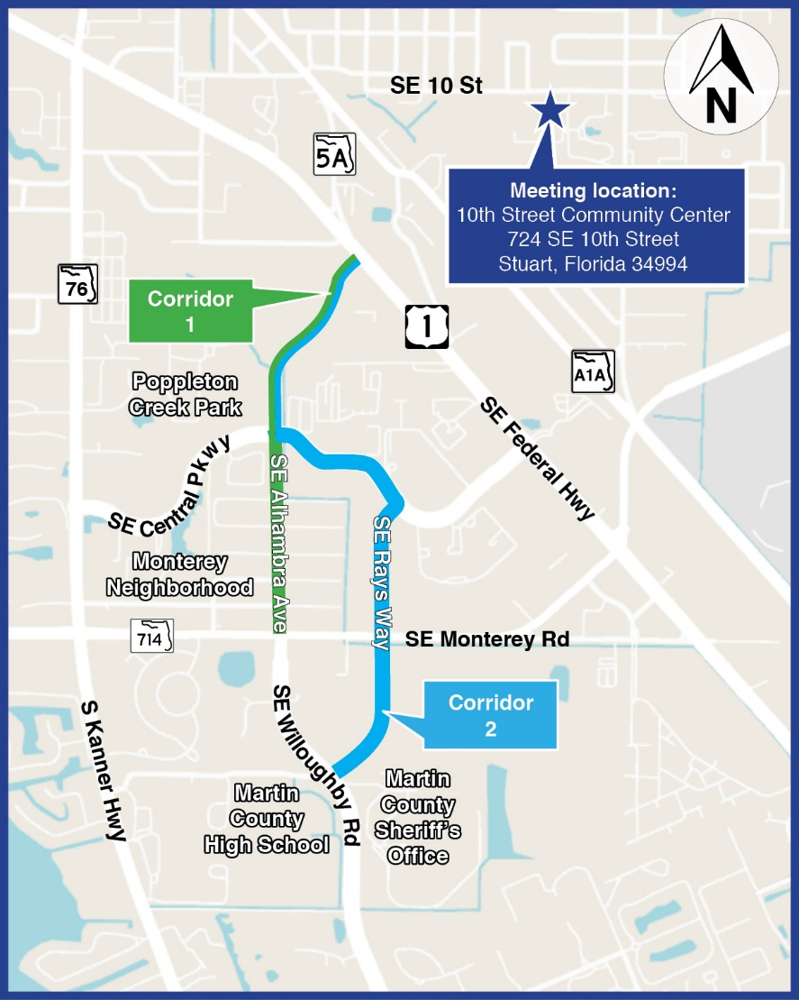 SE 10 St
N
5A
Meeting location:
10th Street Community Center
724 SE 10th Street
Stuart, Florida 34994
76
Corridor
1
1
A1A
Poppleton
Creek Park
SE Federal Hwy
SE Central Pkwy
SE Alhambra Ave
SE Rays Way
Monterey
Neighborhood
714
SE Monterey Rd
Corridor
2
S Kanner Hwy
SE Willoughby Rd
Martin
County
High School
Martin
County
Sheriff's
Office